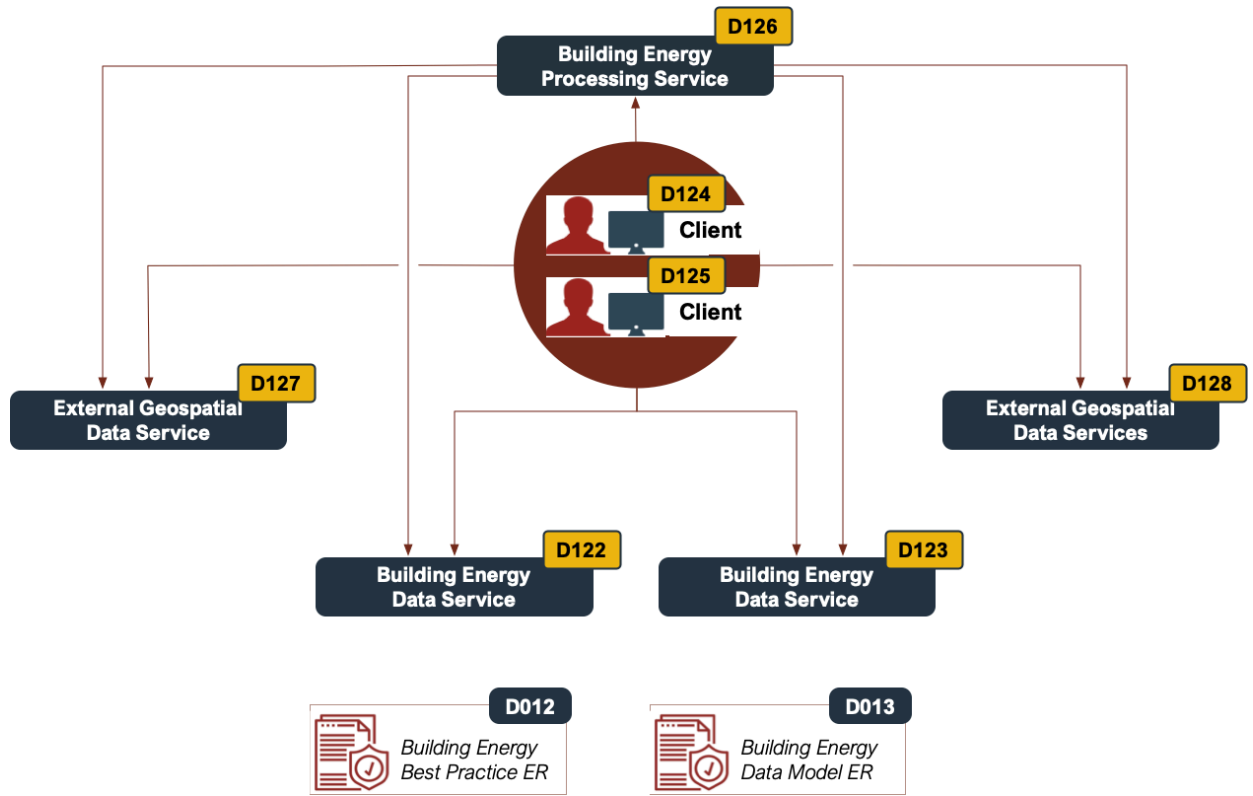 D126
Building Energy
Processing Service
D124
Client
D125
Client
D127
External Geospatial
Data Service
D128
External Geospatial
Data Services
D122
Building Energy
Data Service
D123
Building Energy
Data Service
D012
Building Energy
Best Practice ER
D013
Building Energy
Data Model ER